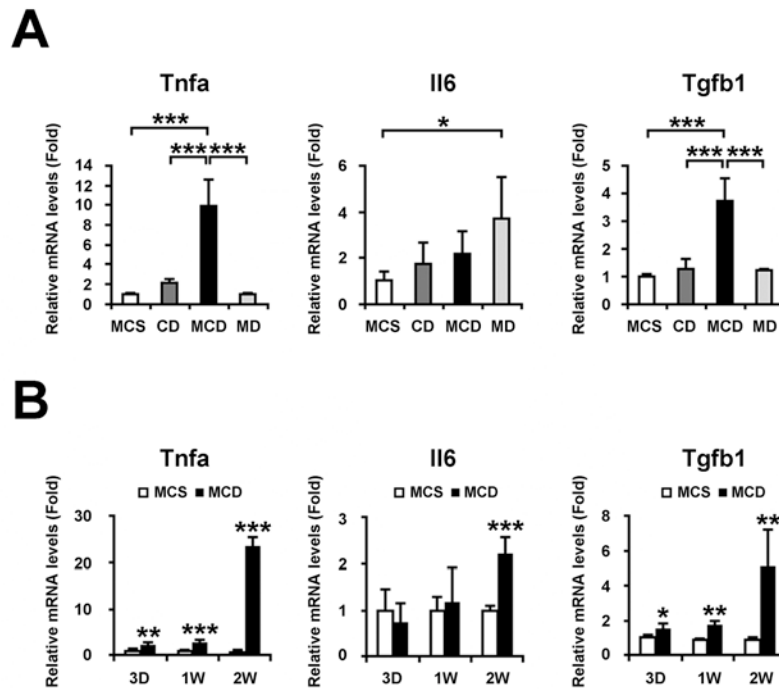 A
Tnfa
Relative mRNA levels (Fold)
14
12
10
8
6
4
2
0
***
*** ***
MCS CD MCD MD
Il6
Relative mRNA levels (Fold)
6
4
2
0
*
MCS CD MCD MD
Tgfb1
Relative mRNA levels (Fold)
5
4
3
2
1
0
***
*** ***
MCS CD MCD MD
B
Tnfa
MCS MCD
Relative mRNA levels (Fold)
30
20
10
0
** *** ***
3D 1W 2W
Il6
MCS MCD
Relative mRNA levels (Fold)
3
2
1
0
***
3D 1W 2W
Tgfb1
MCS MCD
Relative mRNA levels (Fold)
8
6
4
2
0
* ** **
3D 1W 2W